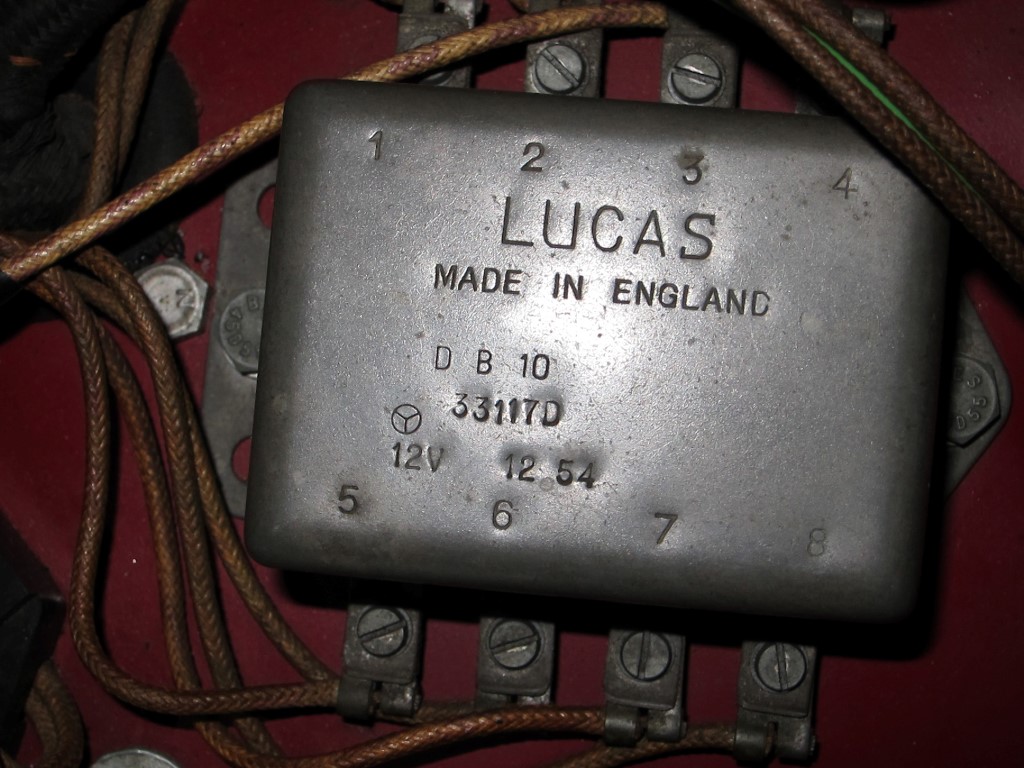 1 2 3 4
LUCAS
MADE IN ENGLAND
D B 10
33117D
12V 12 54
5 6 7 8